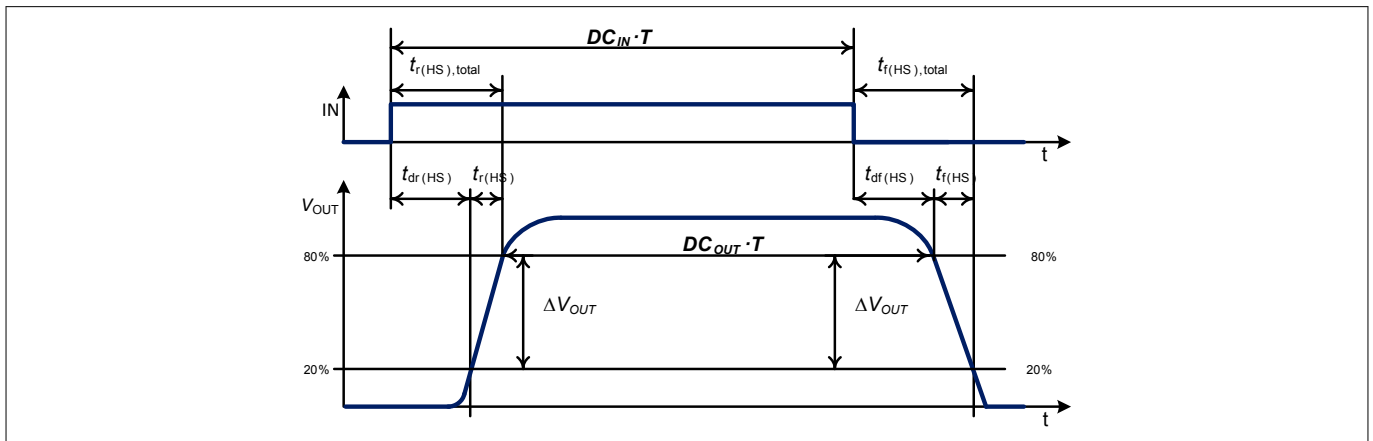 DC_IN·T
t_r(HS),total t_f(HS),total
IN
t
t_dr(HS) t_r(HS) t_df(HS) t_f(HS)
V_OUT
80% DC_OUT·T 80%
ΔV_OUT ΔV_OUT
20% 20%
t